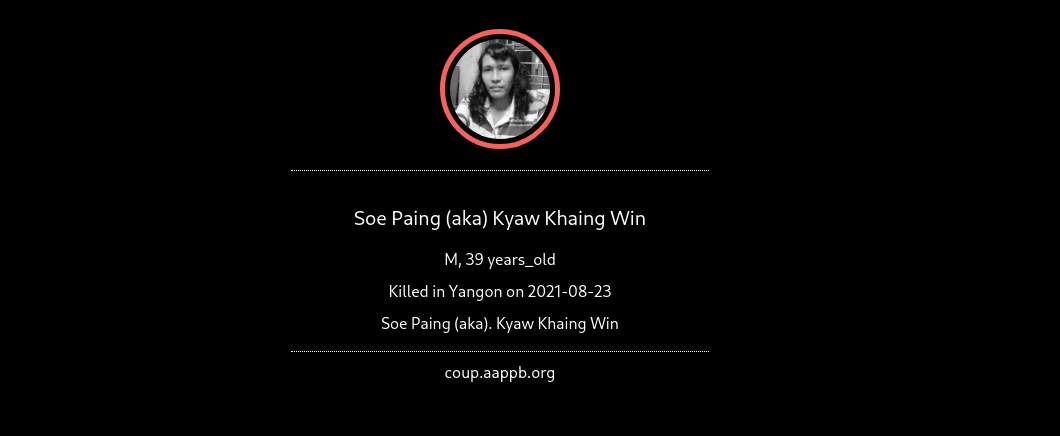 Soe Paing (aka) Kyaw Khaing Win
M, 39 years_old
Killed in Yangon on 2021-08-23
Soe Paing (aka). Kyaw Khaing Win
coup.aappb.org